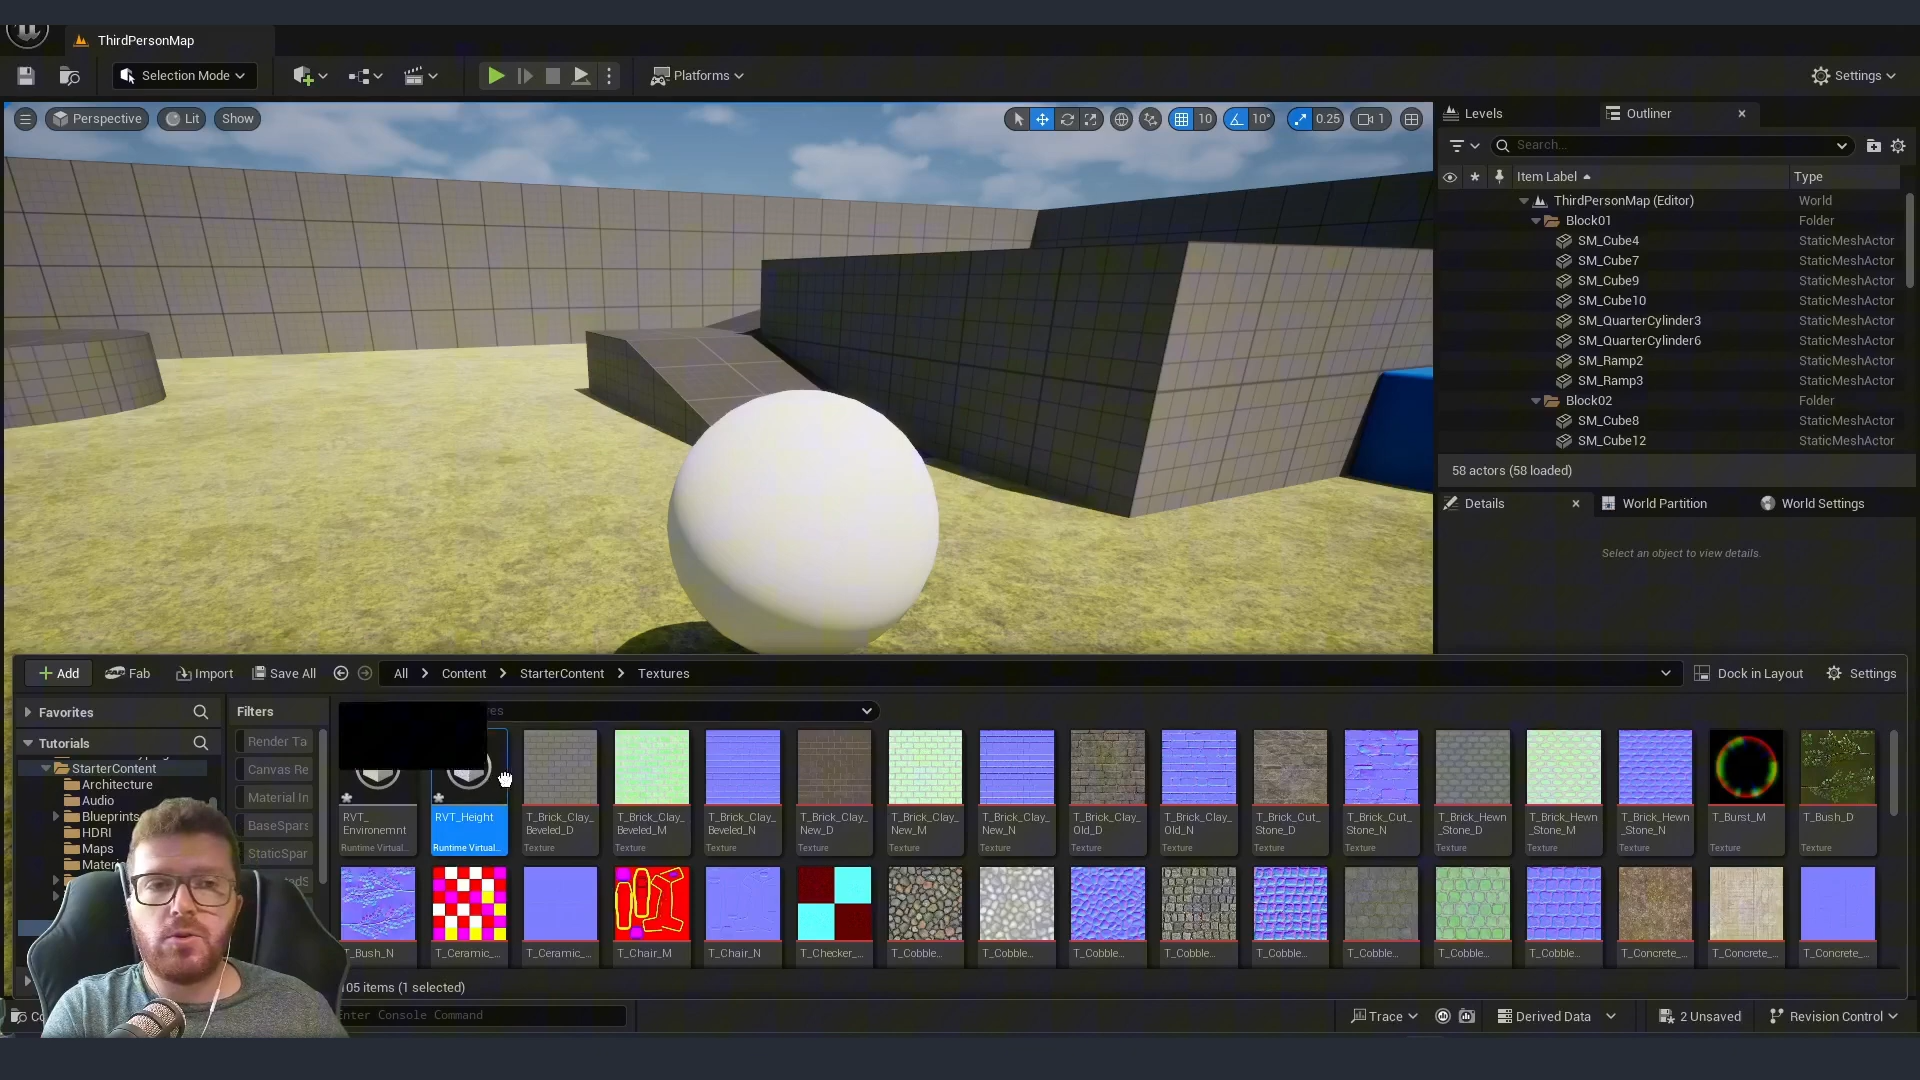 ThirdPersonMap
Selection Mode
Platforms
Settings
Perspective
Lit
Show
10
10°
0.25
1
Levels
Outliner
Search...
Item Label
Type
ThirdPersonMap (Editor)
World
Block01
Folder
SM_Cube4
StaticMeshActor
SM_Cube7
StaticMeshActor
SM_Cube9
StaticMeshActor
SM_Cube10
StaticMeshActor
SM_QuarterCylinder3
StaticMeshActor
SM_QuarterCylinder6
StaticMeshActor
SM_Ramp2
StaticMeshActor
SM_Ramp3
StaticMeshActor
Block02
Folder
SM_Cube8
StaticMeshActor
SM_Cube12
StaticMeshActor
58 actors (58 loaded)
Details
World Partition
World Settings
Select an object to view details.
Add
Fab
Import
Save All
All
Content
StarterContent
Textures
Dock in Layout
Settings
Favorites
Tutorials
StarterContent
Architecture
Audio
Blueprints
HDRI
Maps
Filters
Render Ta
Canvas Re
Material In
BaseSpars
StaticSpar
RVT_
Environemnt
Runtime Virtual...
RVT_Height
Runtime Virtual...
T_Brick_Clay_
Beveled_D
Texture
T_Brick_Clay_
Beveled_M
Texture
T_Brick_Clay_
Beveled_N
Texture
T_Brick_Clay_
New_D
Texture
T_Brick_Clay_
New_M
Texture
T_Brick_Clay_
New_N
Texture
T_Brick_Clay_
Old_D
Texture
T_Brick_Clay_
Old_N
Texture
T_Brick_Cut_
Stone_D
Texture
T_Brick_Cut_
Stone_N
Texture
T_Brick_Hewn
_Stone_D
Texture
T_Brick_Hewn
_Stone_M
Texture
T_Brick_Hewn
_Stone_N
Texture
T_Burst_M
Texture
T_Bush_D
Texture
T_Bush_N
T_Ceramic_...
T_Ceramic_...
T_Chair_M
T_Chair_N
T_Checker_...
T_Cobble...
T_Cobble...
T_Cobble...
T_Cobble...
T_Cobble...
T_Cobble...
T_Cobble...
T_Cobble...
T_Concrete_...
T_Concrete_...
T_Concrete_...
105 items (1 selected)
Enter Console Command
Trace
Derived Data
2 Unsaved
Revision Control